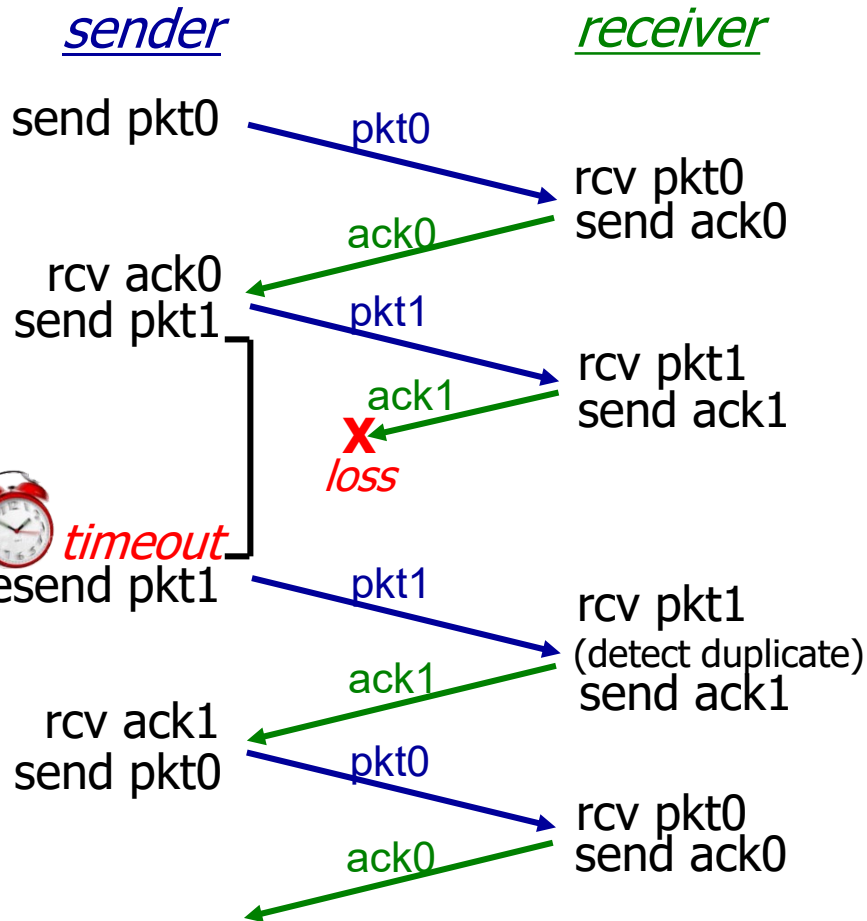 sender
receiver
send pkt0
pkt0
rcv pkt0
send ack0
ack0
rcv ack0
send pkt1
pkt1
rcv pkt1
send ack1
ack1
X
loss
timeout
esend pkt1
pkt1
rcv pkt1
(detect duplicate)
send ack1
ack1
rcv ack1
send pkt0
pkt0
rcv pkt0
send ack0
ack0